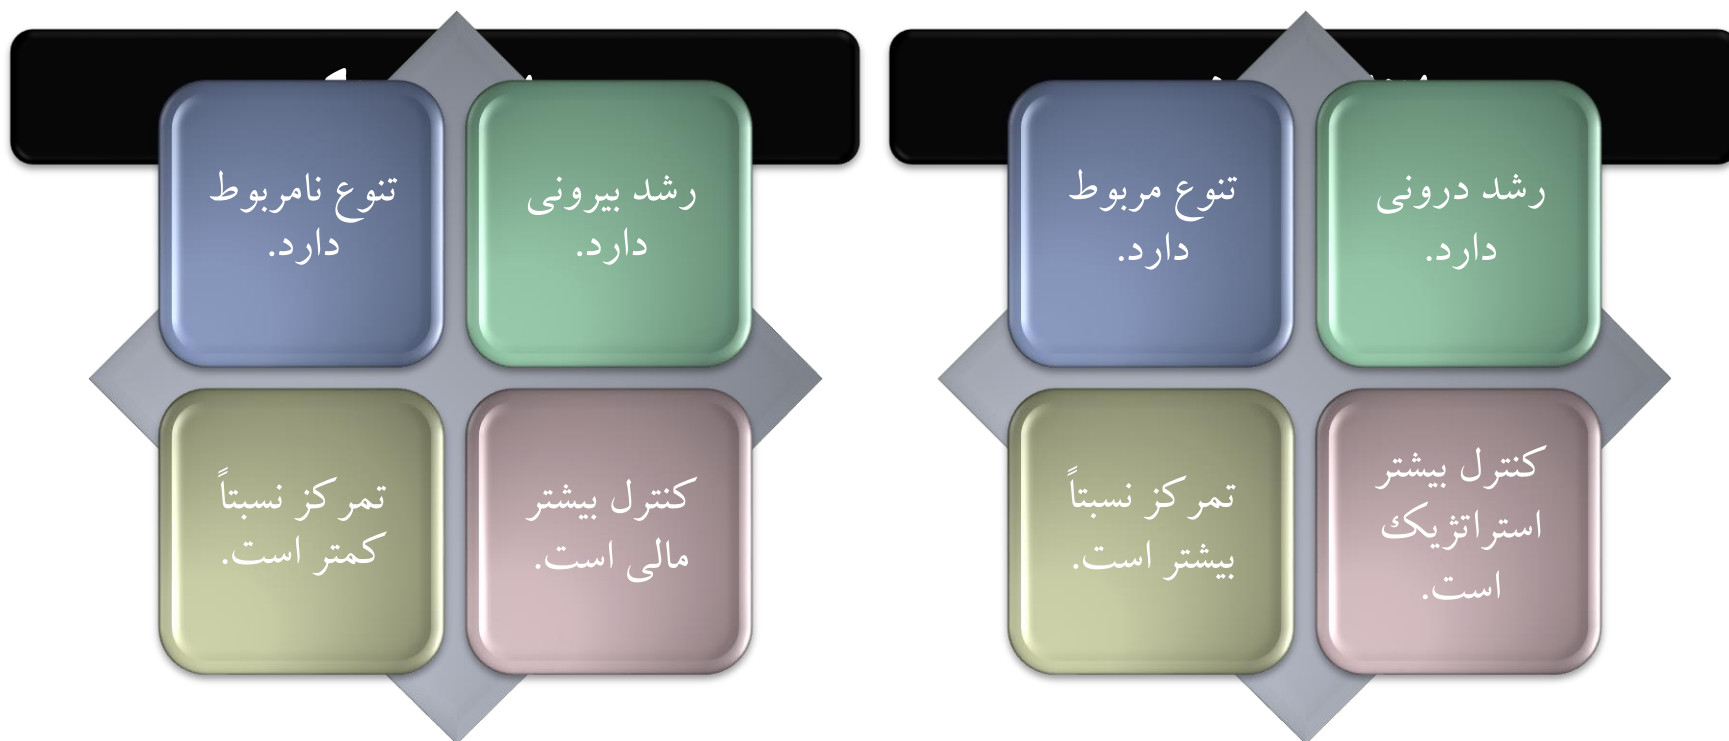 رشد درونی
دارد.
تنوع مربوط
دارد.
کنترل بیشتر
استراتژیک
است.
تمرکز نسبتاً
بیشتر است.
رشد بیرونی
دارد.
تنوع نامربوط
دارد.
کنترل بیشتر
مالی است.
تمرکز نسبتاً
کمتر است.